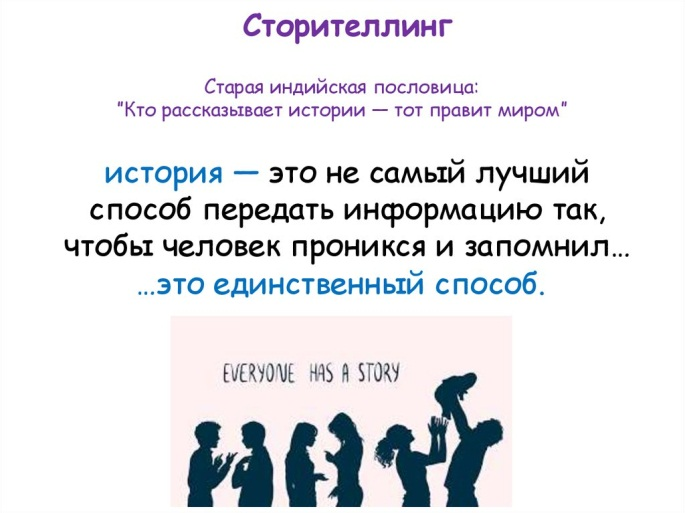 Сторителлинг
Старая индийская пословица:
"Кто рассказывает истории — тот правит миром"
история — это не самый лучший
способ передать информацию так,
чтобы человек проникся и запомнил...
...это единственный способ.
EVERYONE HAS A STORY